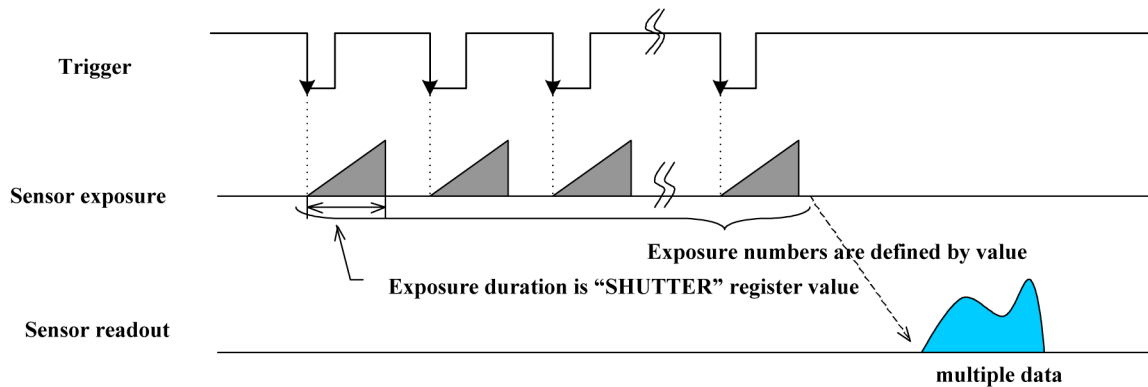 Trigger
Sensor exposure
Exposure numbers are defined by value
Exposure duration is “SHUTTER” register value
Sensor readout
multiple data